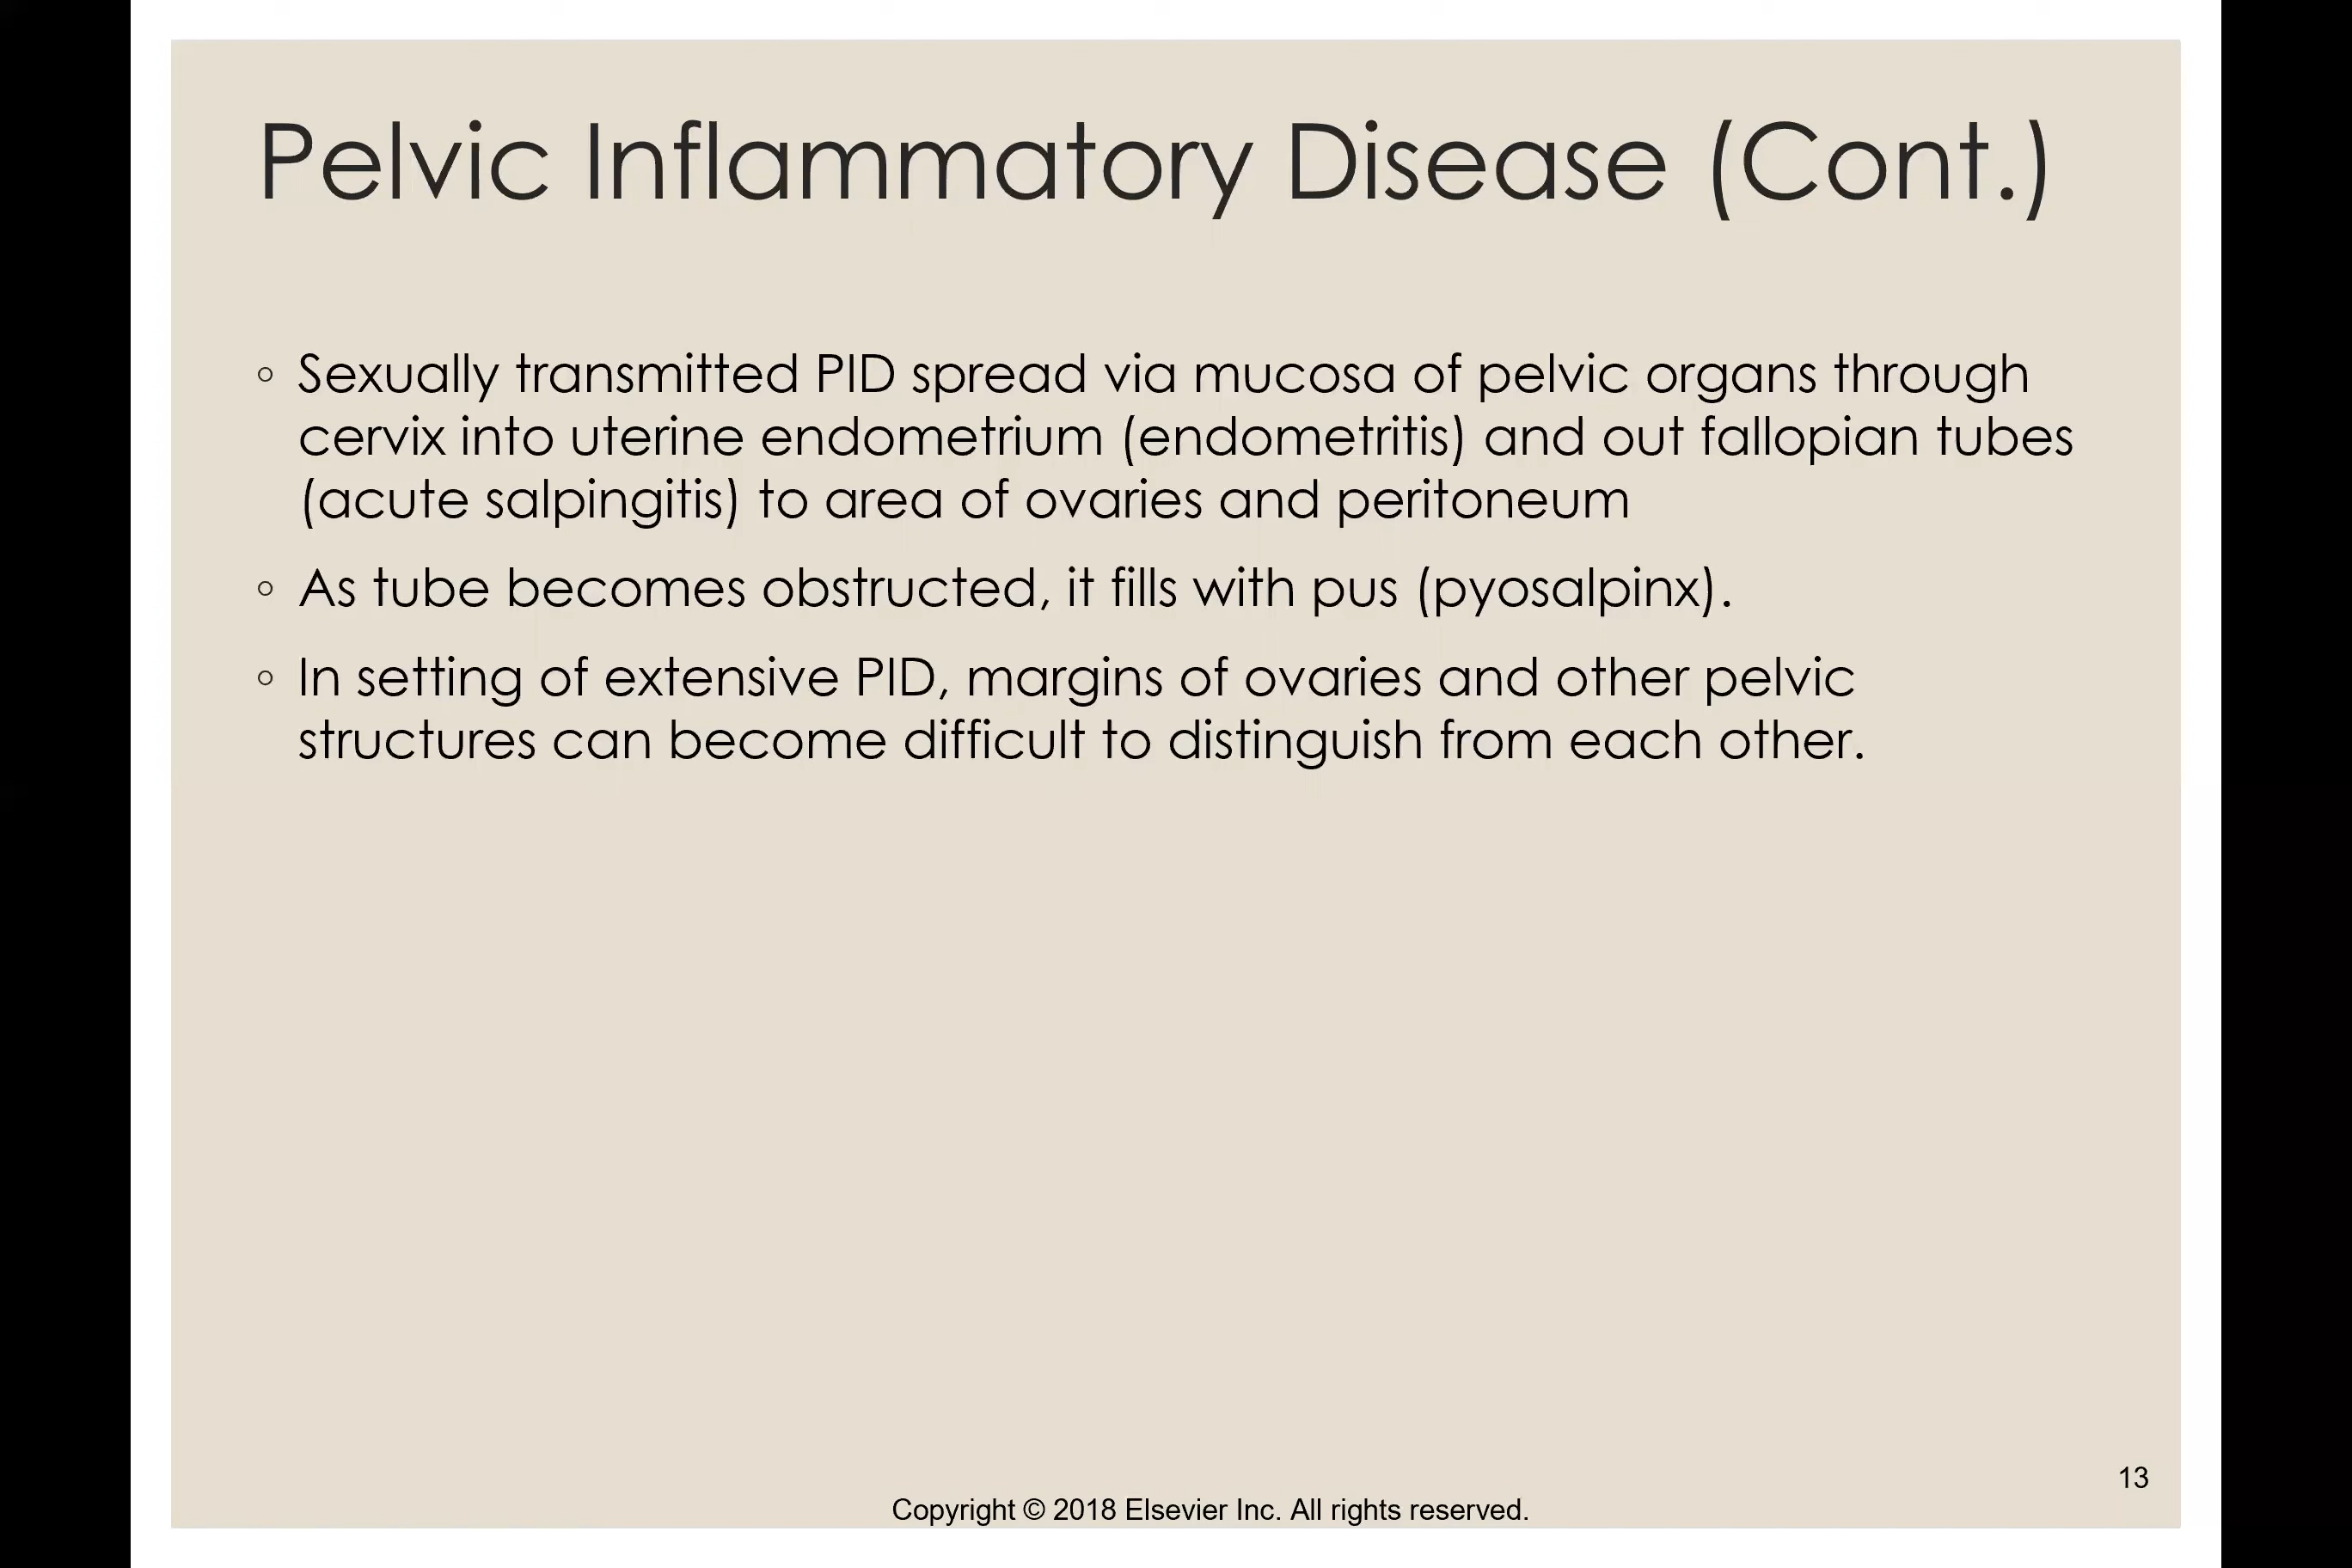 Pelvic Inflammatory Disease (Cont.)
◦ Sexually transmitted PID spread via mucosa of pelvic organs through
cervix into uterine endometrium (endometritis) and out fallopian tubes
(acute salpingitis) to area of ovaries and peritoneum
◦ As tube becomes obstructed, it fills with pus (pyosalpinx).
◦ In setting of extensive PID, margins of ovaries and other pelvic
structures can become difficult to distinguish from each other.
13
Copyright © 2018 Elsevier Inc. All rights reserved.